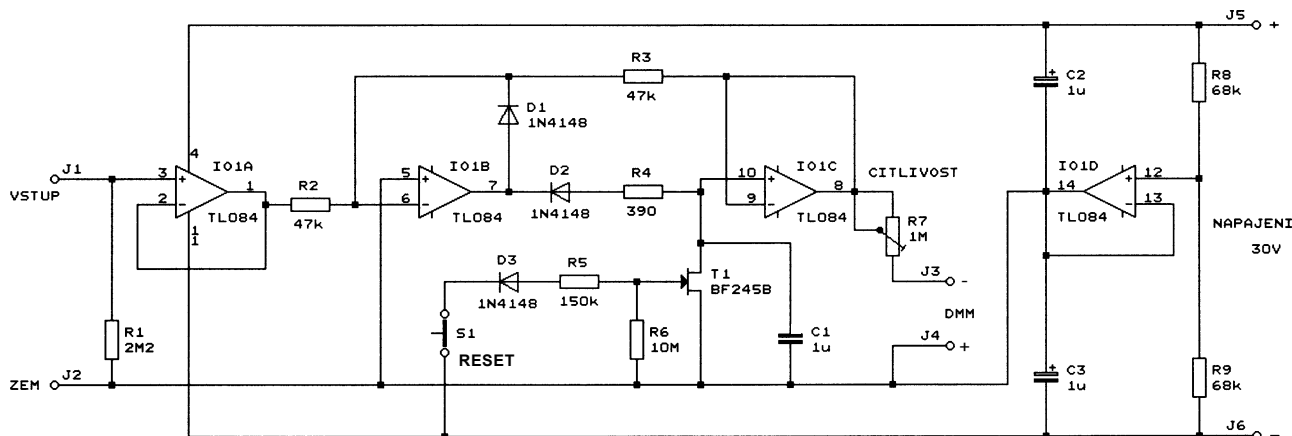 J5
+
R3
47k
C2
1u
+
R8
68k
D1
1N4148
J1
VSTUP
4
IO1A
3
+
2
-
1
TL084
1
1
R2
47k
IO1B
5
+
6
-
7
TL084
D2
1N4148
R4
390
IO1C
10
+
9
-
8
TL084
CITLIVOST
R7
1M
IO1D
14
12
+
13
-
TL084
NAPAJENI
30V
D3
1N4148
R5
150k
T1
BF245B
J3
-
DMM
J4
+
R1
2M2
S1
RESET
R6
10M
C1
1u
J2
ZEM
C3
1u
+
R9
68k
J6
-